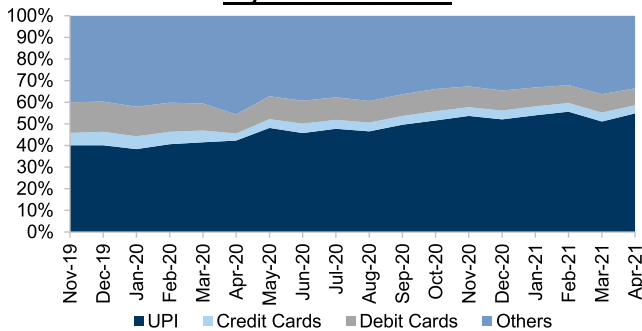 100%
90%
80%
70%
60%
50%
40%
30%
20%
10%
0%
Nov-19
Dec-19
Jan-20
Feb-20
Mar-20
Apr-20
May-20
Jun-20
Jul-20
Aug-20
Sep-20
Oct-20
Nov-20
Dec-20
Jan-21
Feb-21
Mar-21
Apr-21
UPI Credit Cards Debit Cards Others